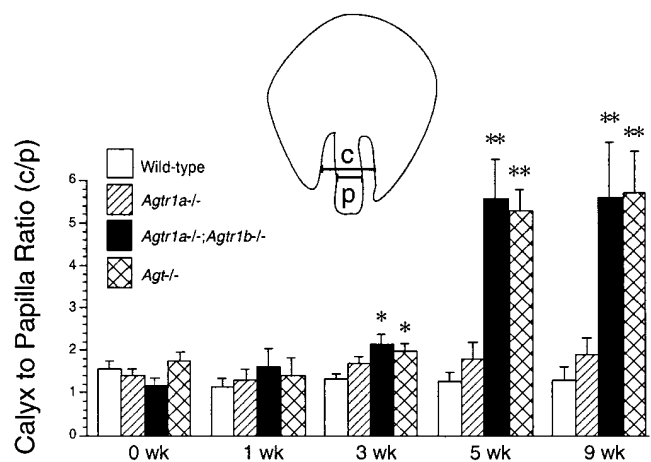 c
p
Wild-type
Agtr1a-/-
Agtr1a-/-;Agtr1b-/-
Agt-/-
Calyx to Papilla Ratio (c/p)
6
5
4
3
2
1
0
*
*
**
**
**
**
0 wk
1 wk
3 wk
5 wk
9 wk